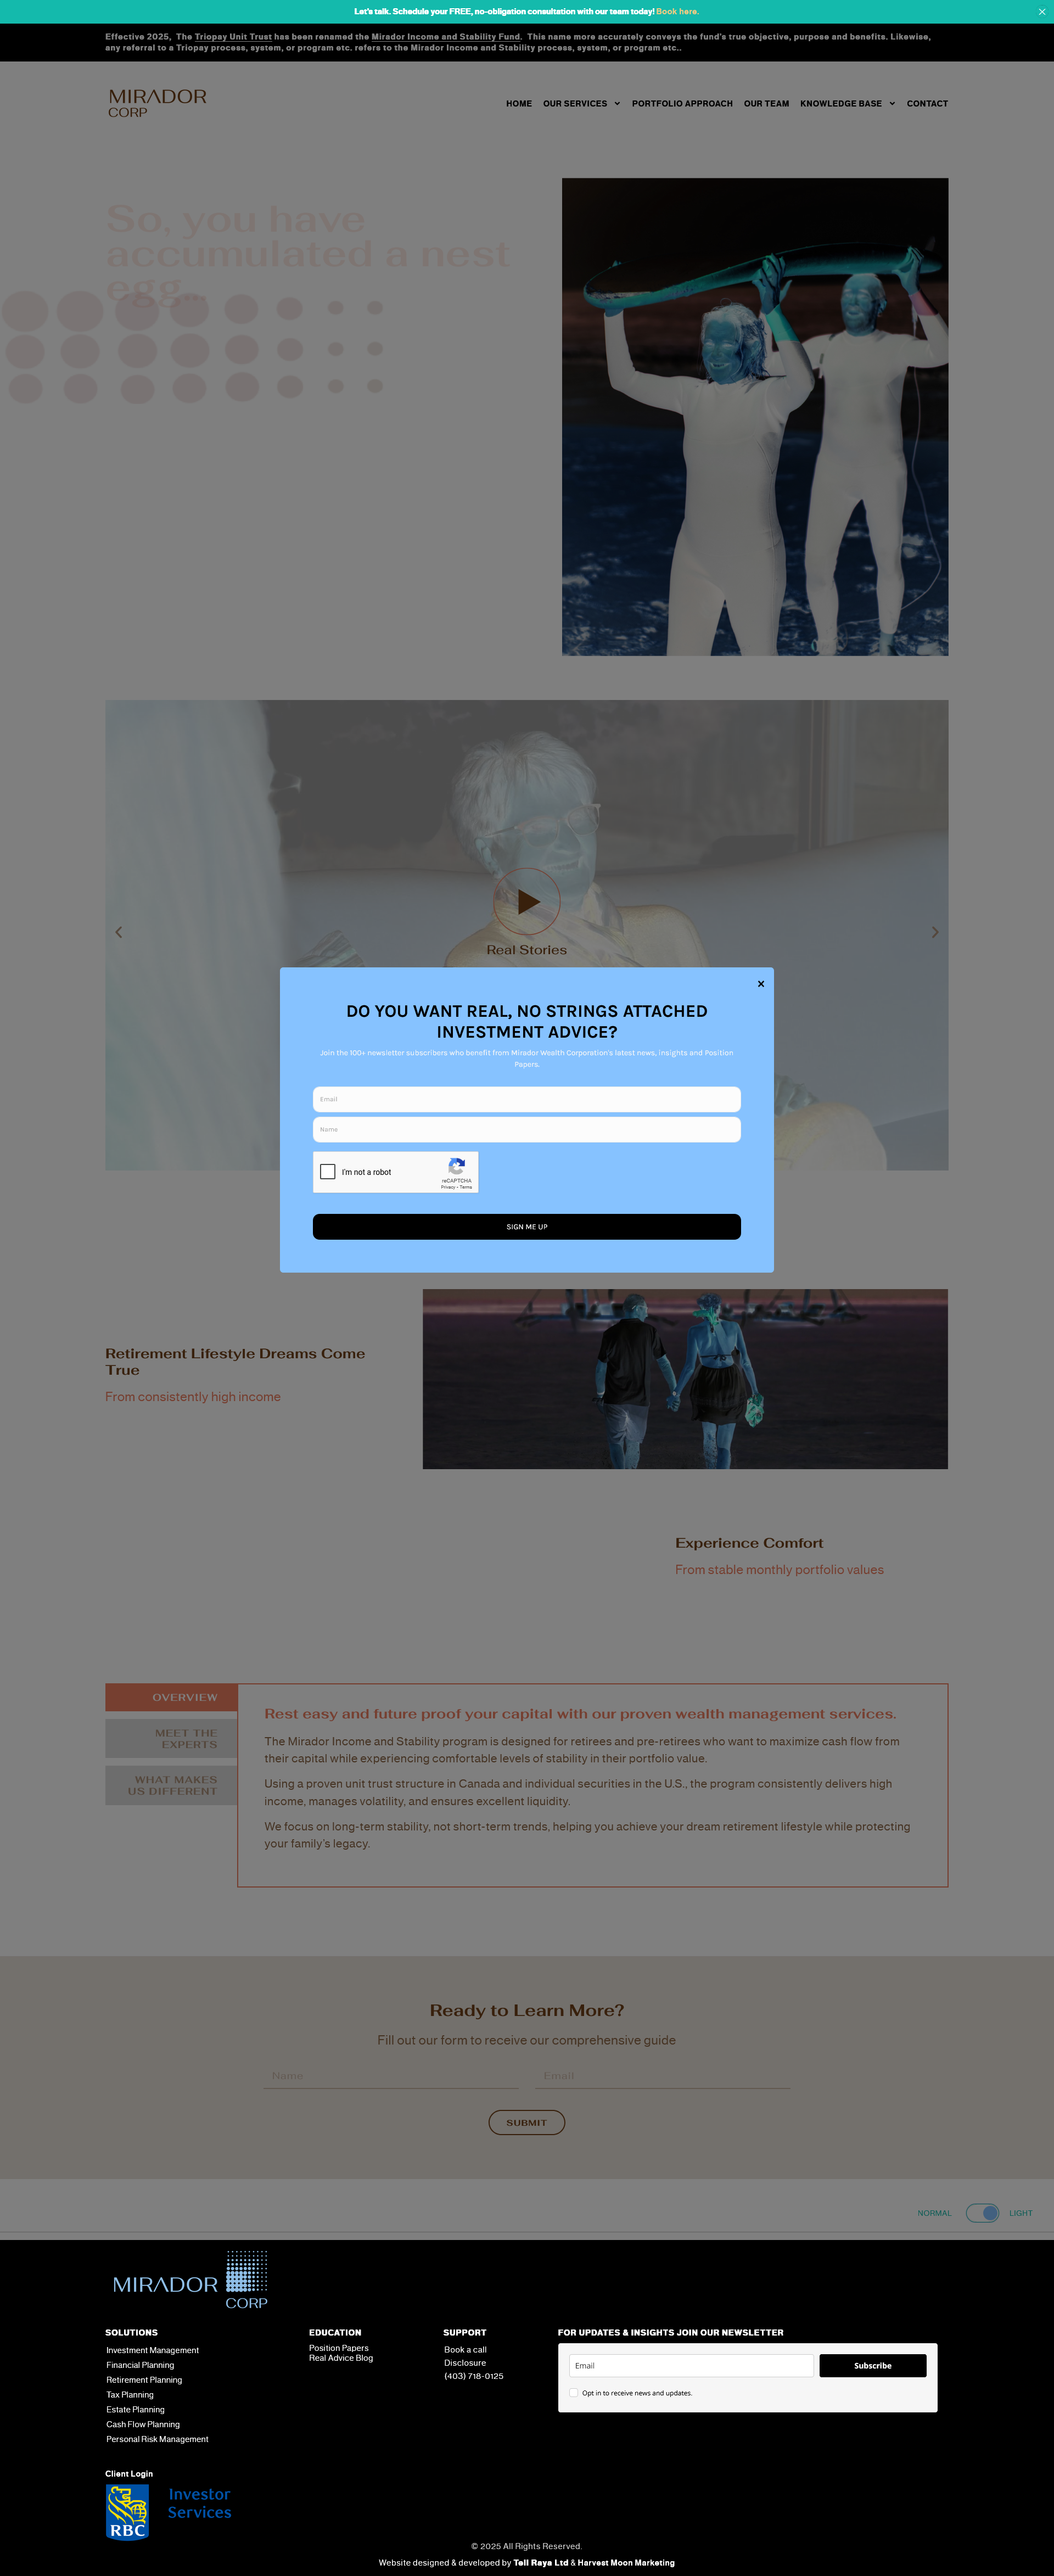 Let's talk. Schedule your FREE, no-obligation consultation with our team today! Book here.
Effective 2025, The Triopay Unit Trust has been renamed the Mirador Income and Stability Fund. This name more accurately conveys the fund's true objective, purpose and benefits. Likewise,
any referral to a Triopay process, system, or program etc. refers to the Mirador Income and Stability process, system, or program etc..
MIRADOR
CORP
HOME OUR SERVICES PORTFOLIO APPROACH OUR TEAM KNOWLEDGE BASE CONTACT
So, you have
accumulated a nest
egg...
Real Stories
DO YOU WANT REAL, NO STRINGS ATTACHED
INVESTMENT ADVICE?
Join the 100+ newsletter subscribers who benefit from Mirador Wealth Corporation's latest news, insights and Position
Papers.
Email
Name
I'm not a robot
reCAPTCHA
Privacy - Terms
SIGN ME UP
Retirement Lifestyle Dreams Come
True
From consistently high income
Experience Comfort
From stable monthly portfolio values
OVERVIEW
MEET THE
EXPERTS
WHAT MAKES
US DIFFERENT
Rest easy and future proof your capital with our proven wealth management services.
The Mirador Income and Stability program is designed for retirees and pre-retirees who want to maximize cash flow from
their capital while experiencing comfortable levels of stability in their portfolio value.
Using a proven unit trust structure in Canada and individual securities in the U.S., the program consistently delivers high
income, manages volatility, and ensures excellent liquidity.
We focus on long-term stability, not short-term trends, helping you achieve your dream retirement lifestyle while protecting
your family's legacy.
Ready to Learn More?
Fill out our form to receive our comprehensive guide
Name Email
SUBMIT
NORMAL LIGHT
MIRADOR
CORP
SOLUTIONS
Investment Management
Financial Planning
Retirement Planning
Tax Planning
Estate Planning
Cash Flow Planning
Personal Risk Management
EDUCATION
Position Papers
Real Advice Blog
SUPPORT
Book a call
Disclosure
(403) 718-0125
FOR UPDATES & INSIGHTS JOIN OUR NEWSLETTER
Email
Subscribe
Opt in to receive news and updates.
Client Login
RBC
Investor
Services
© 2025 All Rights Reserved.
Website designed & developed by Tell Raya Ltd & Harvest Moon Marketing